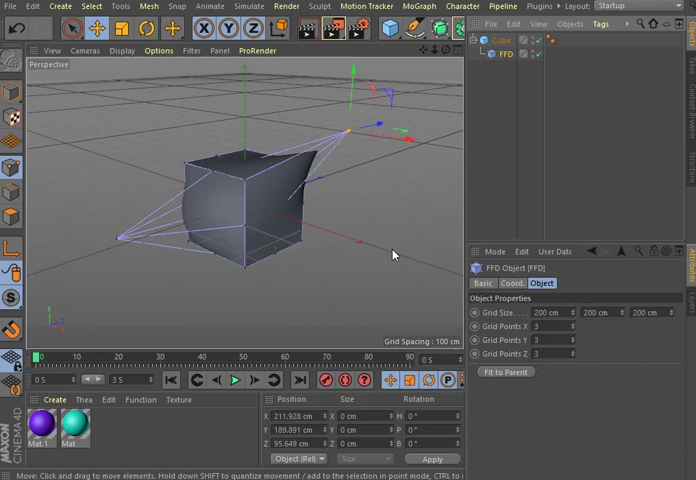 File Edit Create Select Tools Mesh Snap Animate Simulate Render Sculpt Motion Tracker MoGraph Character Pipeline Plugins Layout: Startup
X Y Z
File Edit View Objects Tags
View Cameras Display Options Filter Panel ProRender
Perspective
Cube
FFD
Objects
Takes
Content Browser
Structure
Mode Edit User Data
FFD Object [FFD]
Basic Coord. Object
Object Properties
Grid Size. . . . 200 cm 200 cm 200 cm
Grid Points X 3
Grid Points Y 3
Grid Points Z 3
Fit to Parent
Attributes
Layers
S
Y
Z
Grid Spacing : 100 cm
0 10 20 30 40 50 60 70 80 90
0 S
0 S 3 S
P
Create Edit Function Texture
Mat.1 Mat
Position Size Rotation
X 211.928 cm X 0 cm H 0 °
Y 189.891 cm Y 0 cm P 0 °
Z 95.649 cm Z 0 cm B 0 °
Object (Rel) Size Apply
MAXON
CINEMA 4D
Move: Click and drag to move elements. Hold down SHIFT to quantize movement / add to the selection in point mode, CTRL to